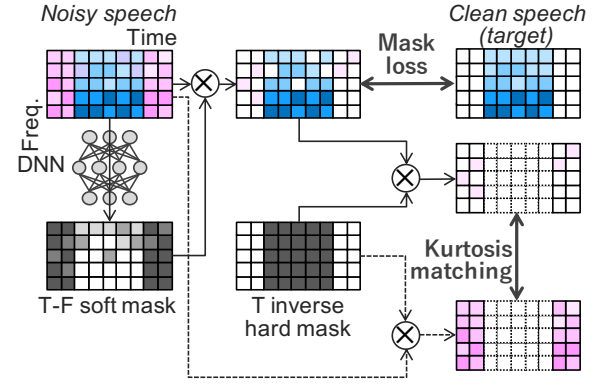 Noisy speech
Time
Freq.
DNN
T-F soft mask
Mask
loss
Clean speech
(target)
T inverse
hard mask
Kurtosis
matching